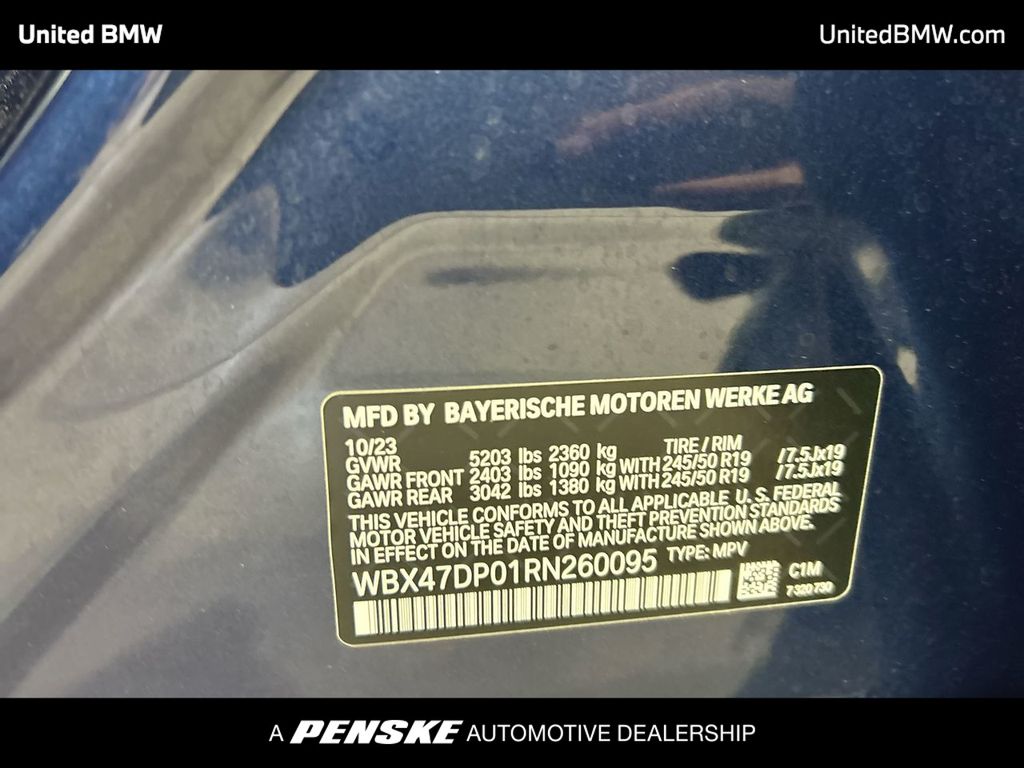 United BMW
UnitedBMW.com
MFD BY BAYERISCHE MOTOREN WERKE AG
10/23 TIRE / RIM
GVWR 5203 lbs 2360 kg
GAWR FRONT 2403 lbs 1090 kg WITH 245/50 R19 /7.5Jx19
GAWR REAR 3042 lbs 1380 kg WITH 245/50 R19 /7.5Jx19
THIS VEHICLE CONFORMS TO ALL APPLICABLE U.S. FEDERAL
MOTOR VEHICLE SAFETY AND THEFT PREVENTION STANDARDS
IN EFFECT ON THE DATE OF MANUFACTURE SHOWN ABOVE.
WBX47DP01RN260095 TYPE: MPV
C1M
7 320 730
A PENSKE AUTOMOTIVE DEALERSHIP